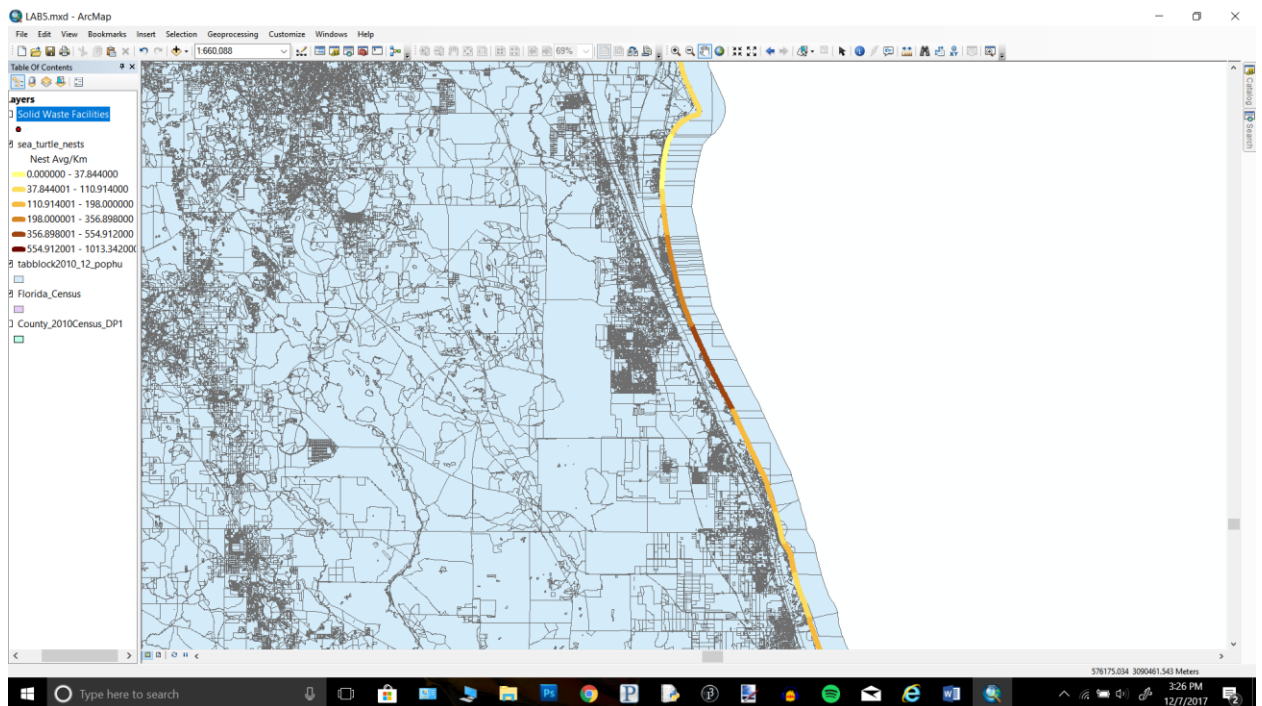 LAB5.mxd - ArcMap
File Edit View Bookmarks Insert Selection Geoprocessing Customize Windows Help
1:660,088
69%
Table Of Contents
Catalog
Search
ayers
Solid Waste Facilities
sea_turtle_nests
Nest Avg/Km
0.000000 - 37.844000
37.844001 - 110.914000
110.914001 - 198.000000
198.000001 - 356.898000
356.898001 - 554.912000
554.912001 - 1013.342000
tabblock2010_12_pophu
Florida_Census
County_2010Census_DP1
576175.034 3090461.543 Meters
Type here to search
Ps
3:26 PM
12/7/2017
2